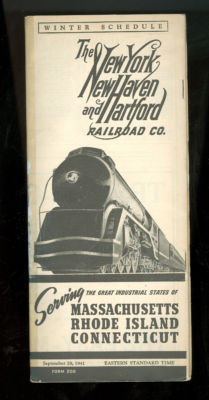 WINTER SCHEDULE
The New York
New Haven
and Hartford
RAILROAD CO.
Serving THE GREAT INDUSTRIAL STATES OF
MASSACHUSETTS
RHODE ISLAND
CONNECTICUT
September 28, 1941 EASTERN STANDARD TIME
FORM 200